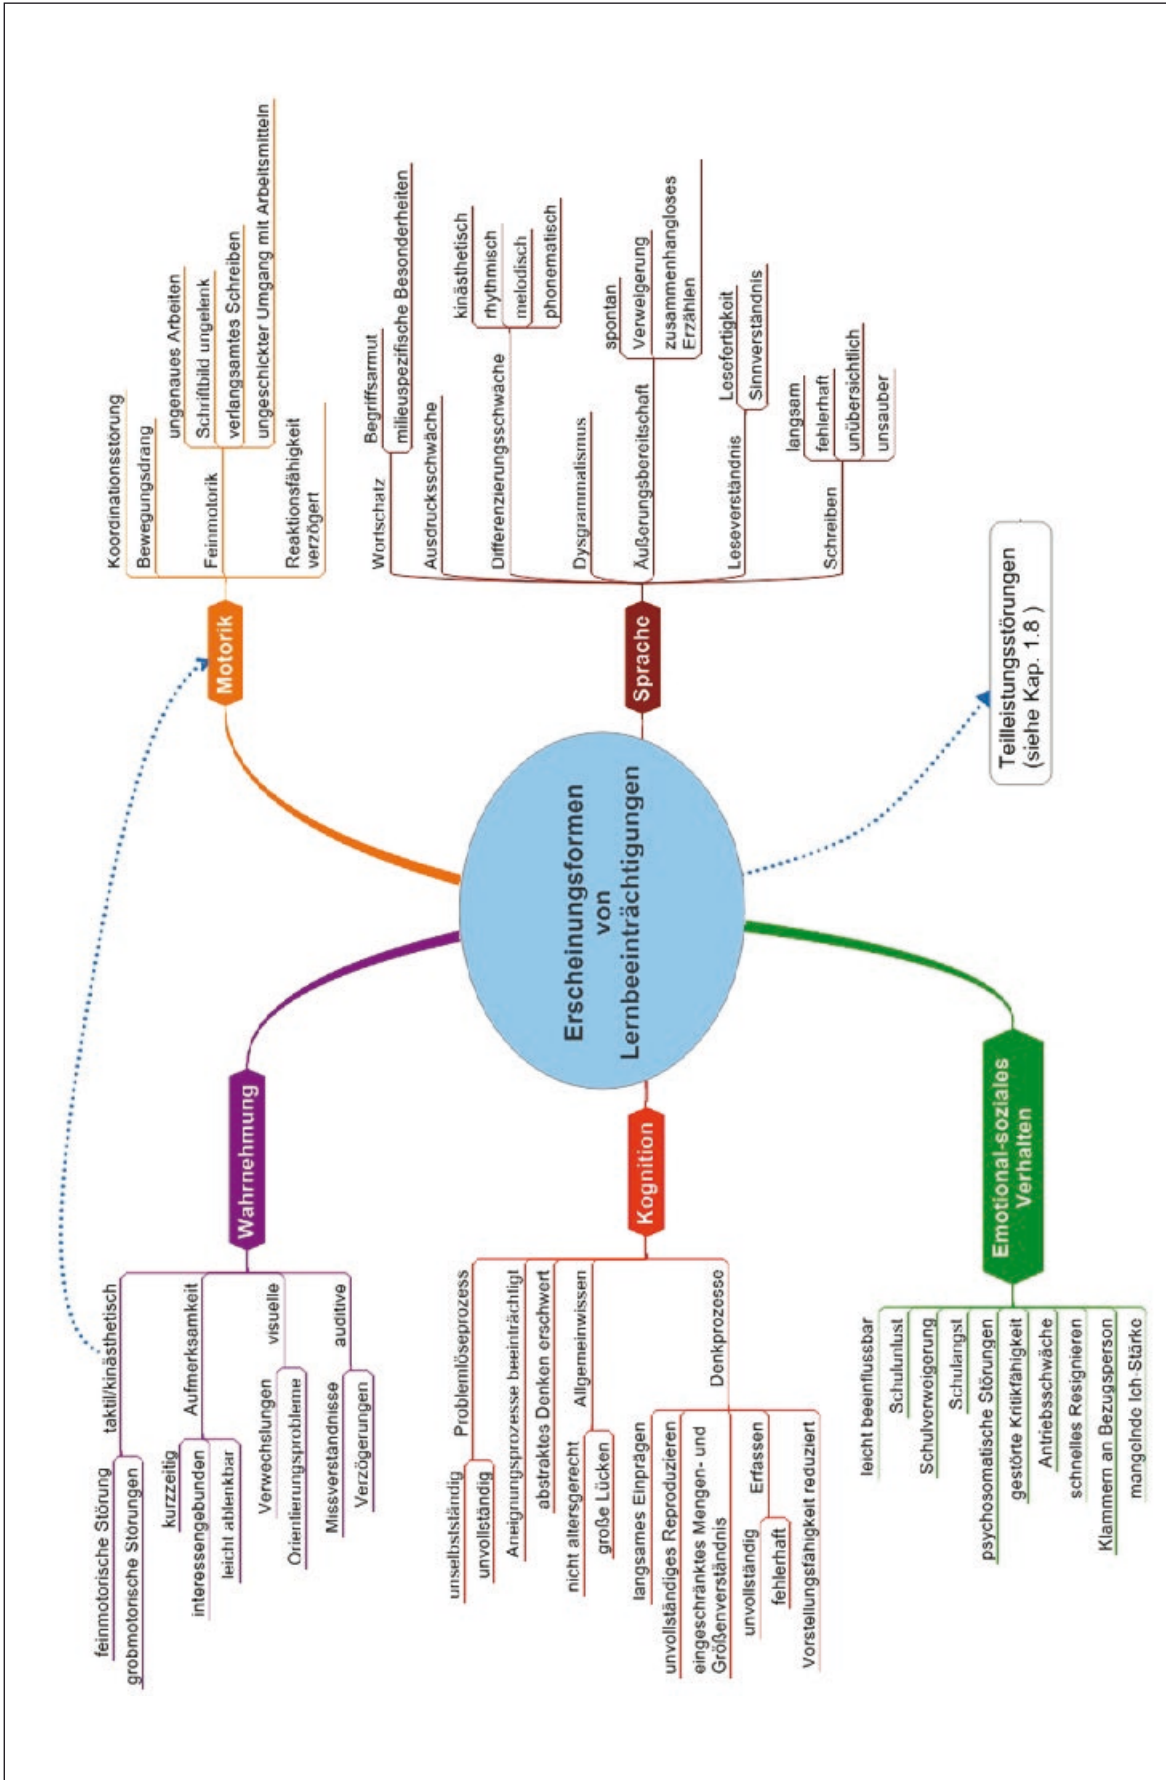 Erscheinungsformen
von
Lernbeeinträchtigungen
Wahrnehmung
taktil/kinästhetisch
feinmotorische Störung
grobmotorische Störungen
Aufmerksamkeit
kurzzeitig
interessengebunden
leicht ablenkbar
visuelle
Verwechslungen
Orientierungsprobleme
auditive
Missverständnisse
Verzögerungen
Kognition
Problemlöseprozess
unselbstständig
unvollständig
Aneignungsprozesse beeinträchtigt
abstraktes Denken erschwert
Allgemeinwissen
nicht altersgerecht
große Lücken
Denkprozesse
langsames Einprägen
unvollständiges Reproduzieren
eingeschränktes Mengen- und
Größenverständnis
Erfassen
unvollständig
fehlerhaft
Vorstellungsfähigkeit reduziert
Emotional-soziales
Verhalten
leicht beeinflussbar
Schulunlust
Schulverweigerung
Schulangst
psychosomatische Störungen
gestörte Kritikfähigkeit
Antriebsschwäche
schnelles Resignieren
Klammern an Bezugsperson
mangelnde Ich-Stärke
Motorik
Koordinationsstörung
Bewegungsdrang
Feinmotorik
ungenaues Arbeiten
Schriftbild ungelenk
verlangsamtes Schreiben
ungeschickter Umgang mit Arbeitsmitteln
Reaktionsfähigkeit
verzögert
Sprache
Wortschatz
Begriffsarmut
milieuspezifische Besonderheiten
Ausdrucksschwäche
Differenzierungsschwäche
kinästhetisch
rhythmisch
melodisch
phonematisch
Dysgrammatismus
Äußerungsbereitschaft
spontan
Verweigerung
zusammenhangloses
Erzählen
Leseverständnis
Lesefertigkeit
Sinnverständnis
Schreiben
langsam
fehlerhaft
unübersichtlich
unsauber
Teilleistungsstörungen
(siehe Kap. 1.8 )